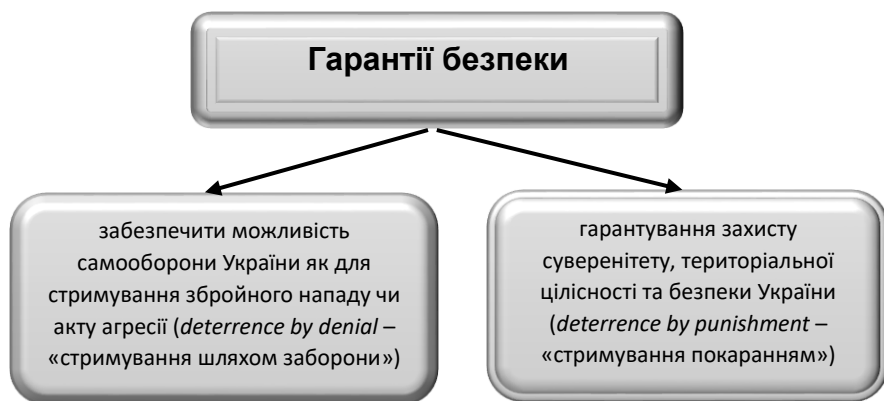 Гарантії безпеки
забезпечити можливість
самооборони України як для
стримування збройного нападу чи
акту агресії (deterrence by denial –
«стримування шляхом заборони»)
гарантування захисту
суверенітету, територіальної
цілісності та безпеки України
(deterrence by punishment –
«стримування покаранням»)